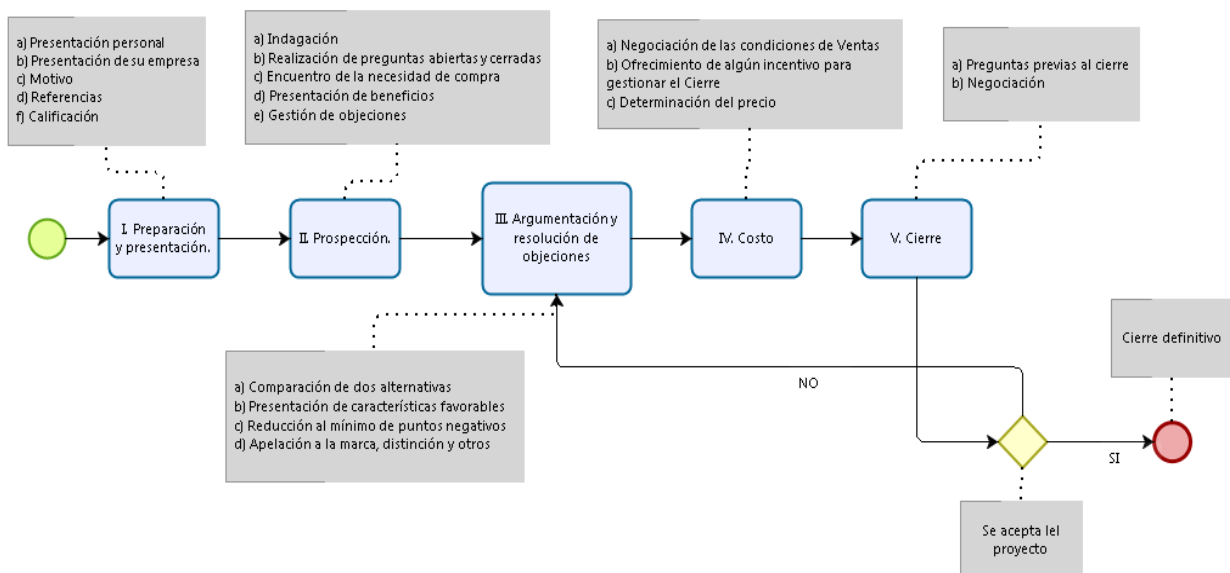 a) Presentación personal
b) Presentación de su empresa
c) Motivo
d) Referencias
f) Calificación
a) Indagación
b) Realización de preguntas abiertas y cerradas
c) Encuentro de la necesidad de compra
d) Presentación de beneficios
e) Gestión de objeciones
a) Negociación de las condiciones de Ventas
b) Ofrecimiento de algún incentivo para
gestionar el Cierre
c) Determinación del precio
a) Preguntas previas al cierre
b) Negociación
I. Preparación
y presentación.
II. Prospección.
III. Argumentación y
resolución de
objeciones
IV. Costo
V. Cierre
Cierre definitivo
a) Comparación de dos alternativas
b) Presentación de características favorables
c) Reducción al mínimo de puntos negativos
d) Apelación a la marca, distinción y otros
NO
SI
Se acepta lel
proyecto